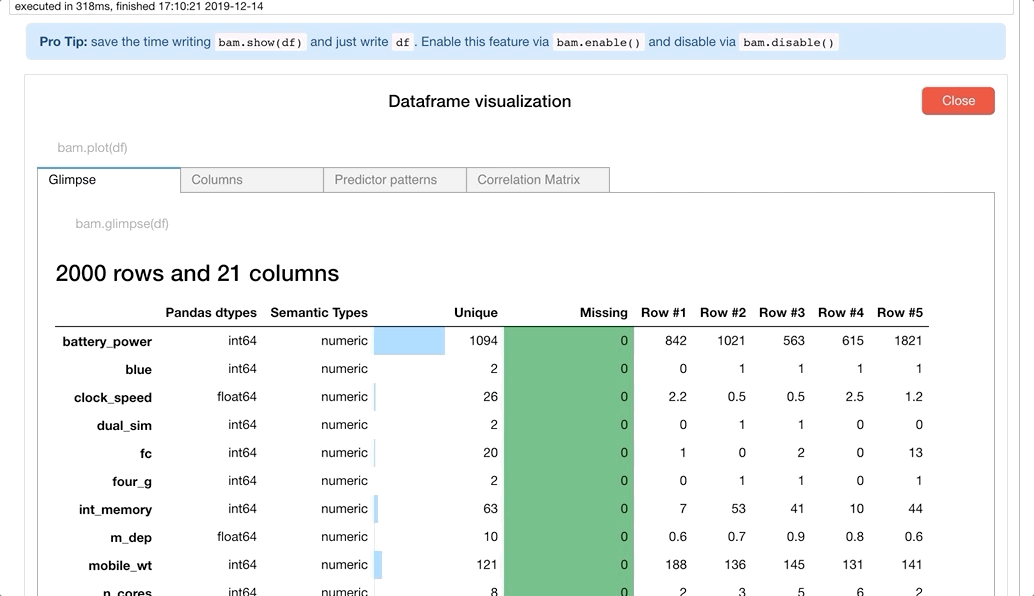 executed in 318ms, finished 17:10:21 2019-12-14
Pro Tip: save the time writing bam.show(df) and just write df. Enable this feature via bam.enable() and disable via bam.disable()
Dataframe visualization
Close
bam.plot(df)
Glimpse Columns Predictor patterns Correlation Matrix
bam.glimpse(df)
2000 rows and 21 columns
Pandas dtypes Semantic Types Unique Missing Row #1 Row #2 Row #3 Row #4 Row #5
battery_power int64 numeric 1094 0 842 1021 563 615 1821
blue int64 numeric 2 0 0 1 1 1 1
clock_speed float64 numeric 26 0 2.2 0.5 0.5 2.5 1.2
dual_sim int64 numeric 2 0 0 1 1 0 0
fc int64 numeric 20 0 1 0 2 0 13
four_g int64 numeric 2 0 0 1 1 0 1
int_memory int64 numeric 63 0 7 53 41 10 44
m_dep float64 numeric 10 0 0.6 0.7 0.9 0.8 0.6
mobile_wt int64 numeric 121 0 188 136 145 131 141
n_cores int64 numeric 8 0 2 3 5 6 2